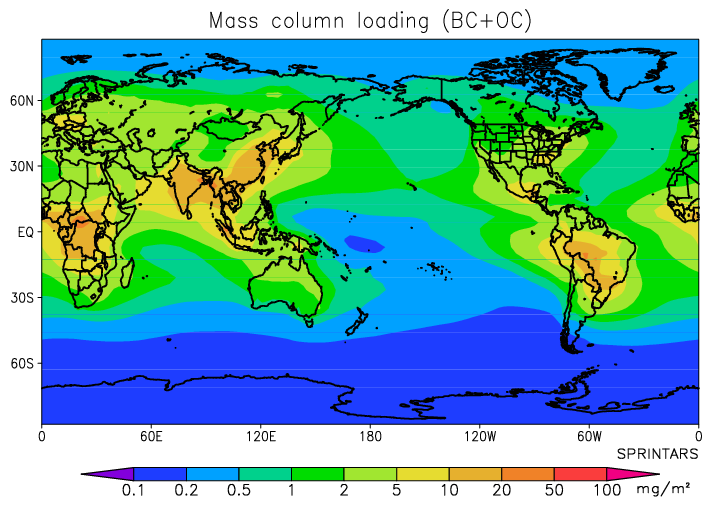 Mass column loading (BC+OC)
60N
30N
EQ
30S
60S
0 60E 120E 180 120W 60W 0
SPRINTARS
0.1 0.2 0.5 1 2 5 10 20 50 100 mg/m²